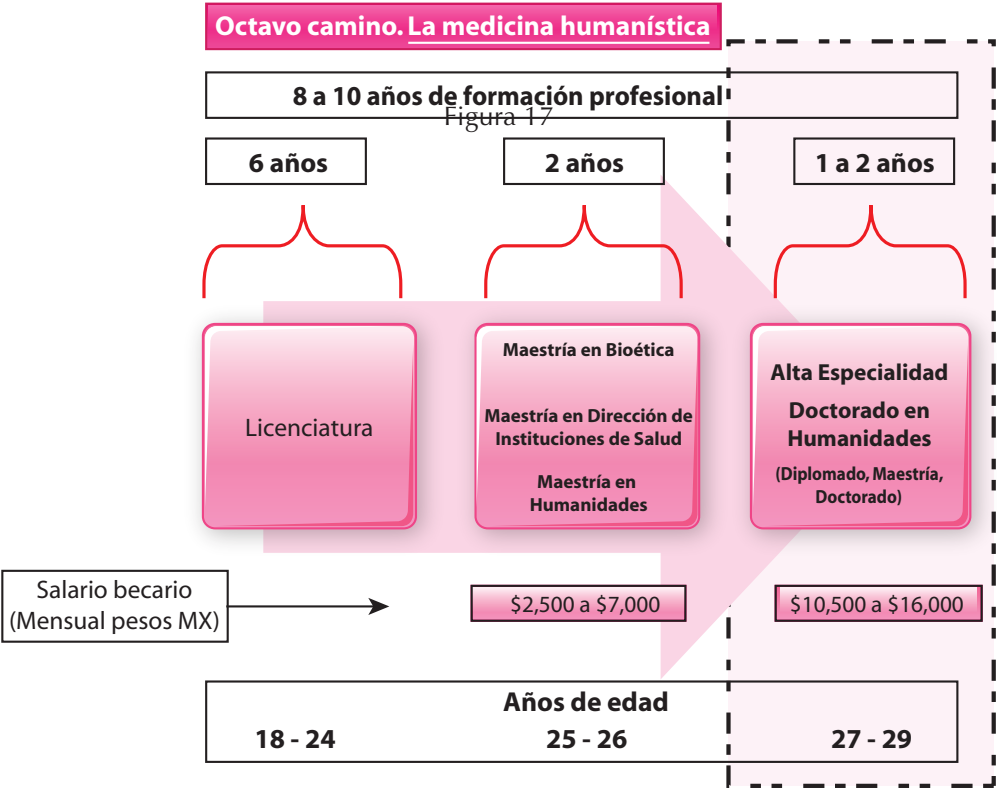 Octavo camino. La medicina humanística
8 a 10 años de formación profesional
Figura 17
6 años
2 años
1 a 2 años
Licenciatura
Maestría en Bioética
Maestría en Dirección de
Instituciones de Salud
Maestría en
Humanidades
Alta Especialidad
Doctorado en
Humanidades
(Diplomado, Maestría,
Doctorado)
Salario becario
(Mensual pesos MX)
$2,500 a $7,000
$10,500 a $16,000
Años de edad
18 - 24
25 - 26
27 - 29